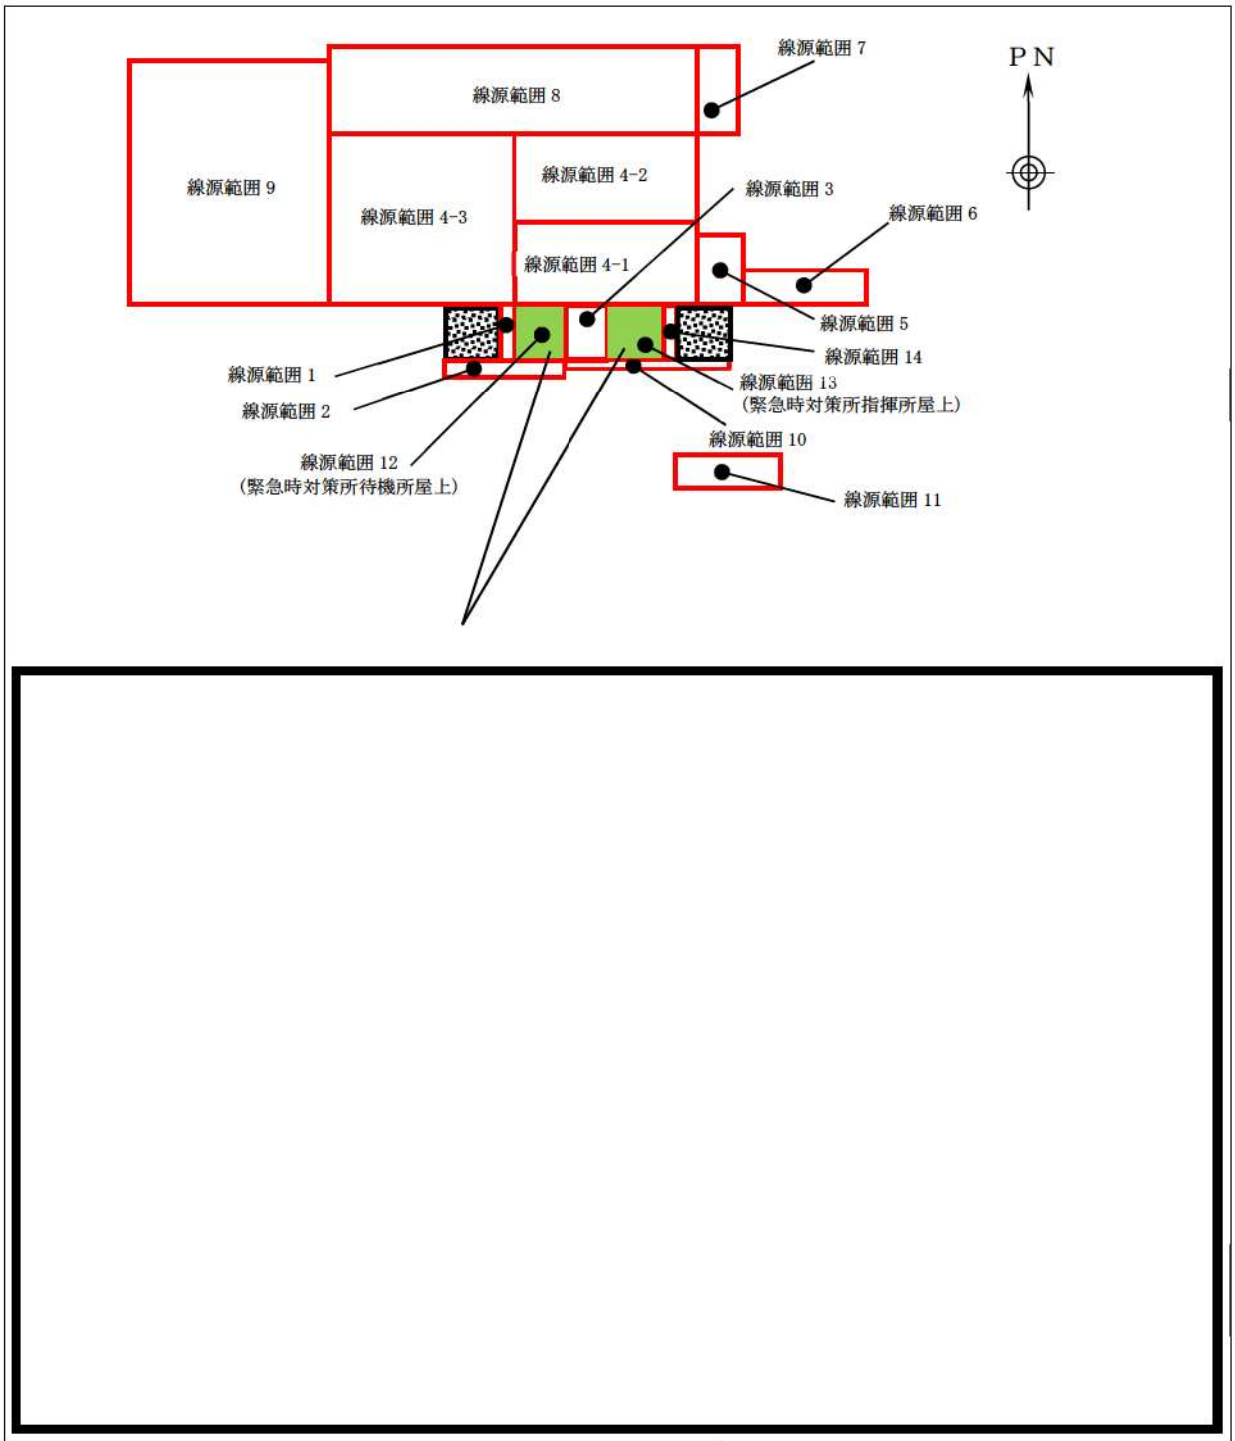 線源範囲 7
P N
線源範囲 8
線源範囲 4-2
線源範囲 9
線源範囲 3
線源範囲 4-3
線源範囲 6
線源範囲 4-1
線源範囲 5
線源範囲 14
線源範囲 1
線源範囲 13
(緊急時対策所指揮所屋上)
線源範囲 2
線源範囲 10
線源範囲 12
(緊急時対策所待機所屋上)
線源範囲 11